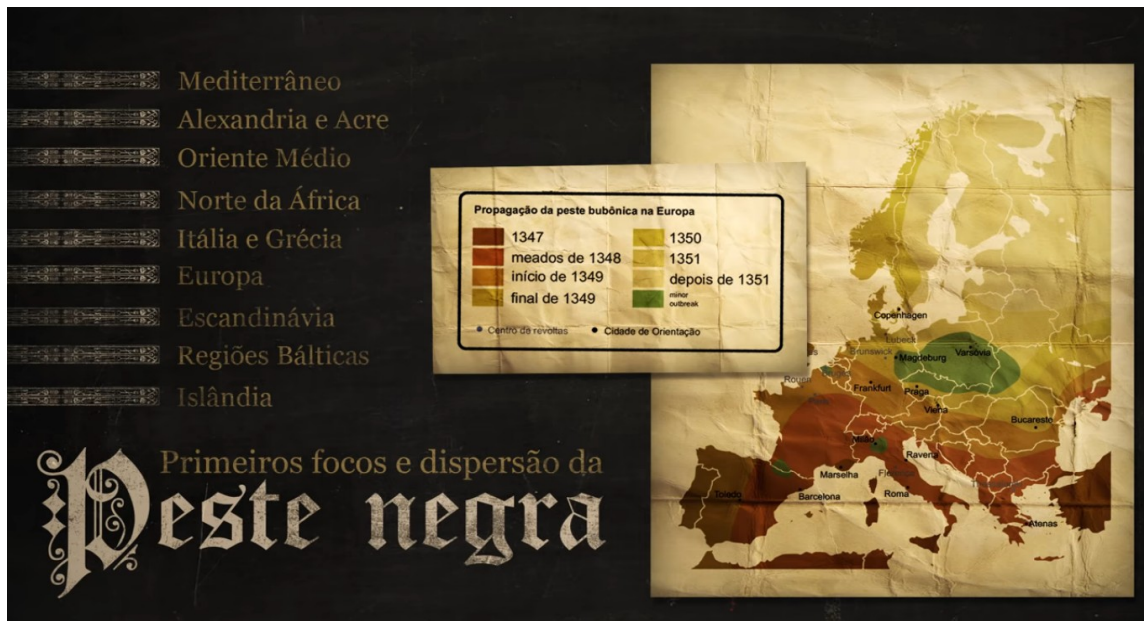 Mediterrâneo
Alexandria e Acre
Oriente Médio
Norte da África
Itália e Grécia
Europa
Escandinávia
Regiões Bálticas
Islândia
Primeiros focos e dispersão da
Peste negra
Propagação da peste bubônica na Europa
1347
meados de 1348
início de 1349
final de 1349
1350
1351
depois de 1351
minor
outbreak
Centro de revoltas
Cidade de Orientação
Copenhagen
Lubeck
Brunswick
Magdeburg
Varsóvia
Frankfurt
Praga
Viena
Bucareste
Milão
Ravena
Marselha
Roma
Toledo
Barcelona
Atenas